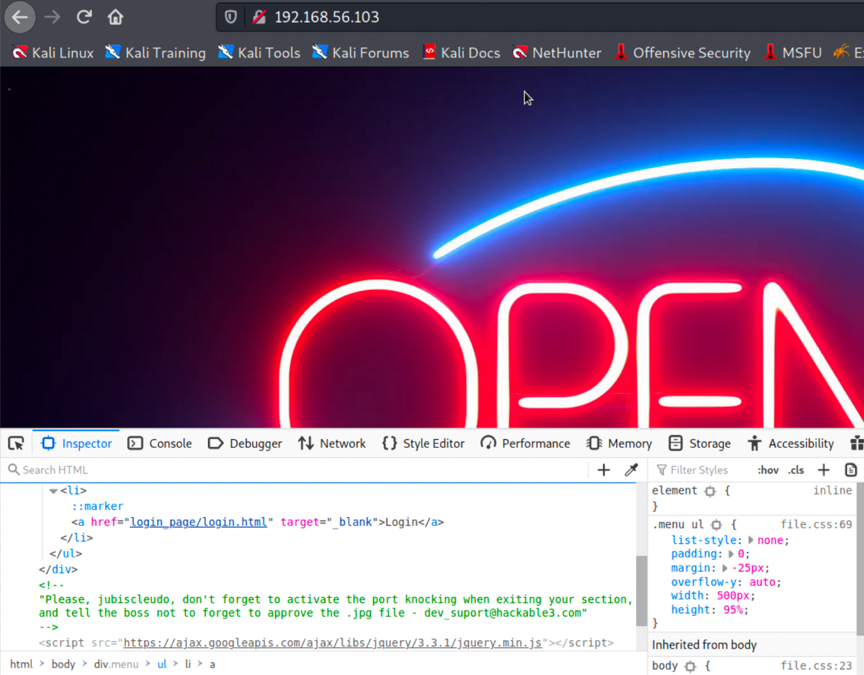 192.168.56.103
Kali Linux Kali Training Kali Tools Kali Forums Kali Docs NetHunter Offensive Security MSFU
OPEN
Inspector Console Debugger Network Style Editor Performance Memory Storage Accessibility
Search HTML
Filter Styles :hov .cls
<li>
::marker
<a href="login_page/login.html" target="_blank">Login</a>
</li>
</ul>
</div>
<!--
"Please, jubiscleudo, don't forget to activate the port knocking when exiting your section,
and tell the boss not to forget to approve the .jpg file - dev_suport@hackable3.com"
-->
<script src="https://ajax.googleapis.com/ajax/libs/jquery/3.3.1/jquery.min.js"></script>
html > body > div.menu > ul > li > a
element { inline
}
.menu ul { file.css:69
list-style: none;
padding: 0;
margin: -25px;
overflow-y: auto;
width: 500px;
height: 95%;
}
Inherited from body
body { file.css:23